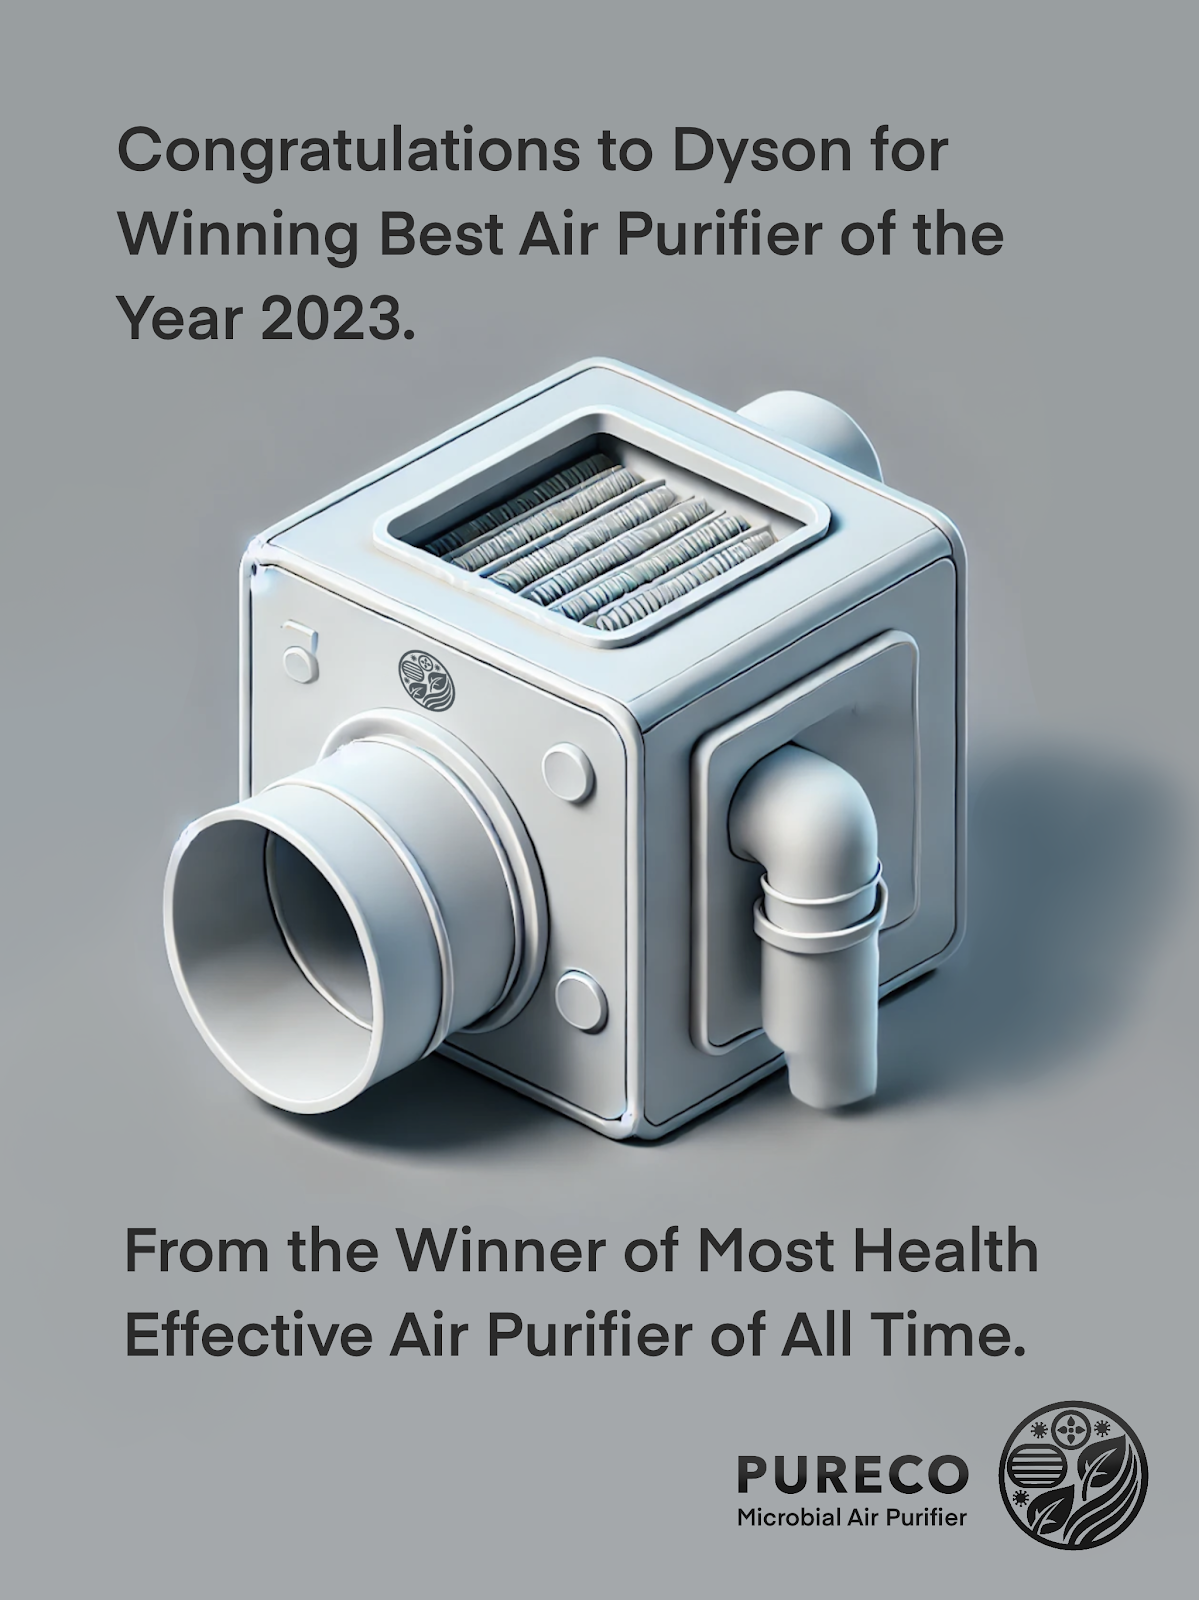 Congratulations to Dyson for
Winning Best Air Purifier of the
Year 2023.
From the Winner of Most Health
Effective Air Purifier of All Time.
PURECO
Microbial Air Purifier